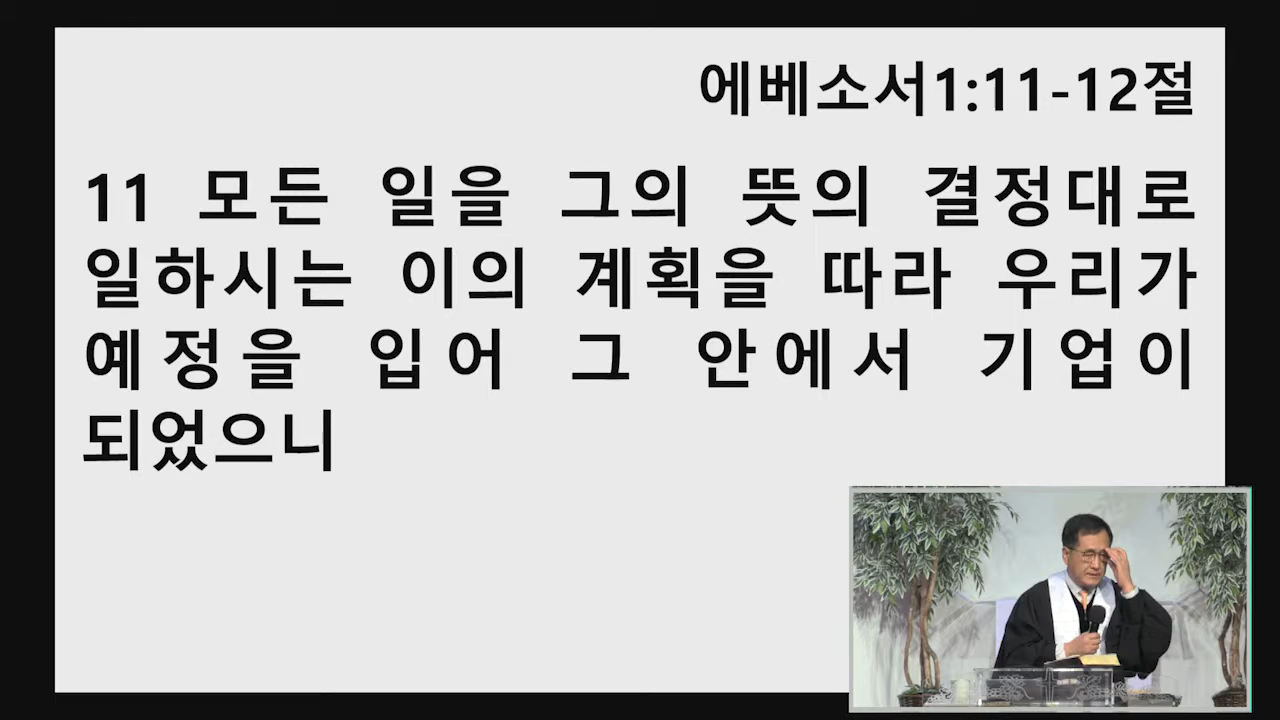 에베소서1:11-12절
11 모든 일을 그의 뜻의 결정대로
일하시는 이의 계획을 따라 우리가
예정을 입어 그 안에서 기업이
되었으니